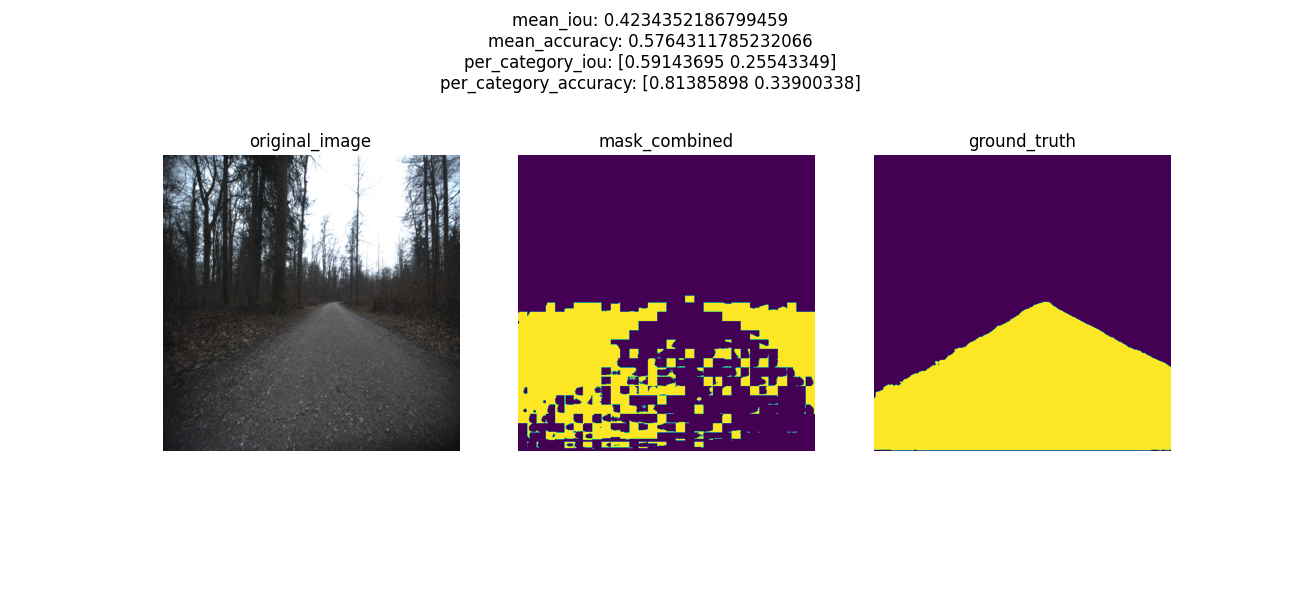 mean_iou: 0.4234352186799459
mean_accuracy: 0.5764311785232066
per_category_iou: [0.59143695 0.25543349]
per_category_accuracy: [0.81385898 0.33900338]
original_image
mask_combined
ground_truth